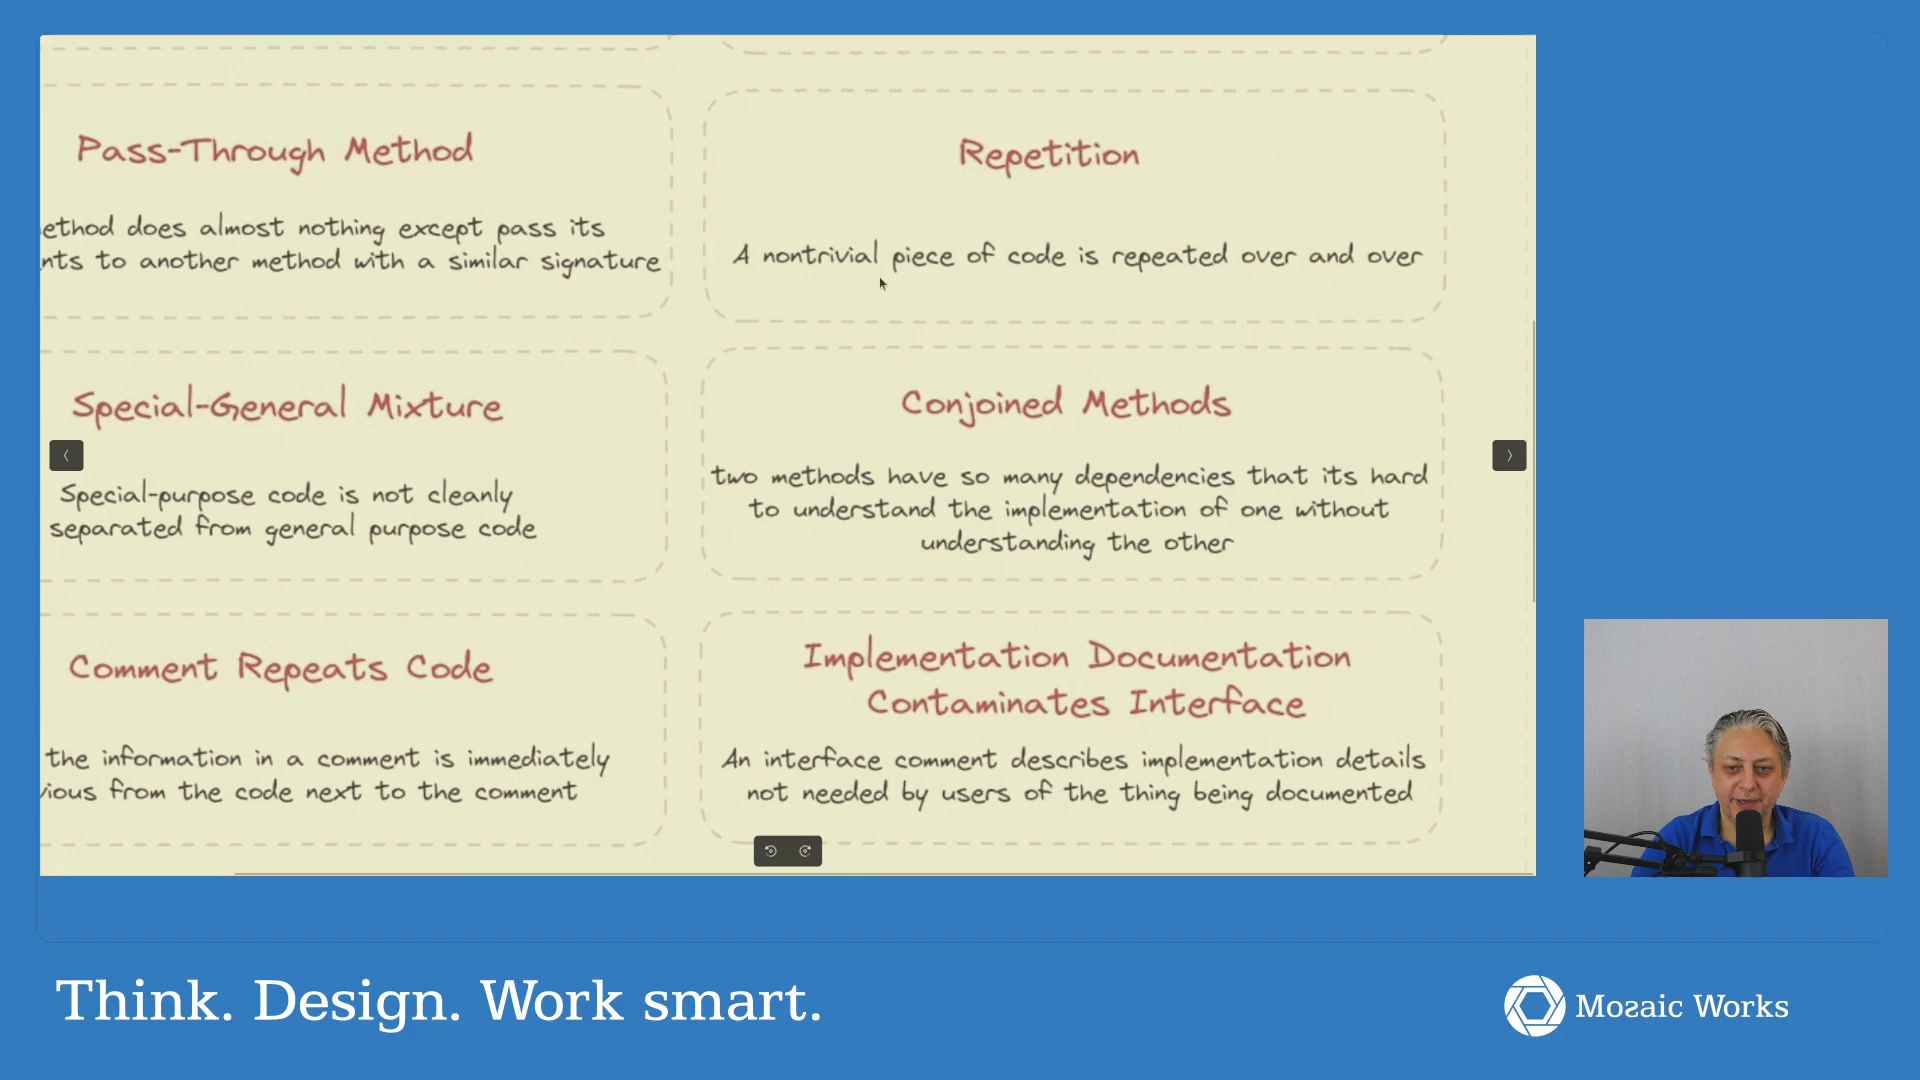 Pass-Through Method
ethod does almost nothing except pass its
nts to another method with a similar signature
Repetition
A nontrivial piece of code is repeated over and over
Special-General Mixture
Special-purpose code is not cleanly
separated from general purpose code
Conjoined Methods
two methods have so many dependencies that its hard
to understand the implementation of one without
understanding the other
Comment Repeats Code
the information in a comment is immediately
ious from the code next to the comment
Implementation Documentation
Contaminates Interface
An interface comment describes implementation details
not needed by users of the thing being documented
Think. Design. Work smart.
Mozaic Works